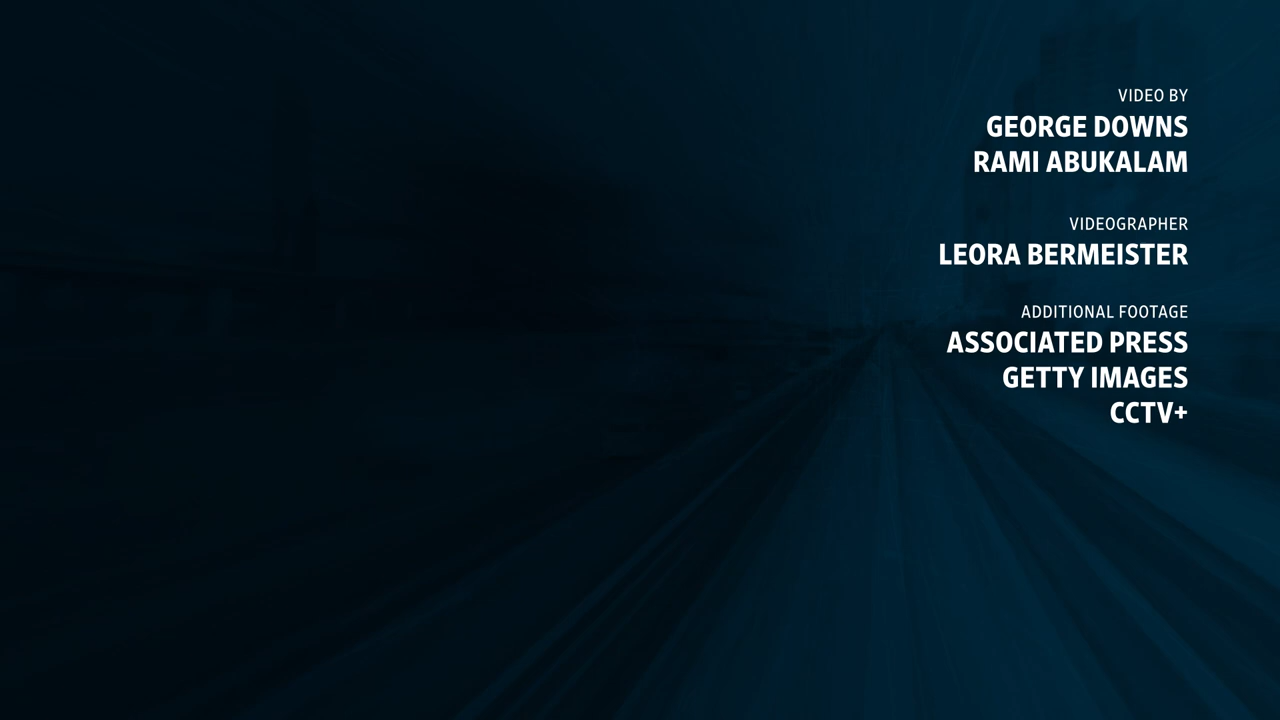 VIDEO BY
GEORGE DOWNS
RAMI ABUKALAM
VIDEOGRAPHER
LEORA BERMEISTER
ADDITIONAL FOOTAGE
ASSOCIATED PRESS
GETTY IMAGES
CCTV+